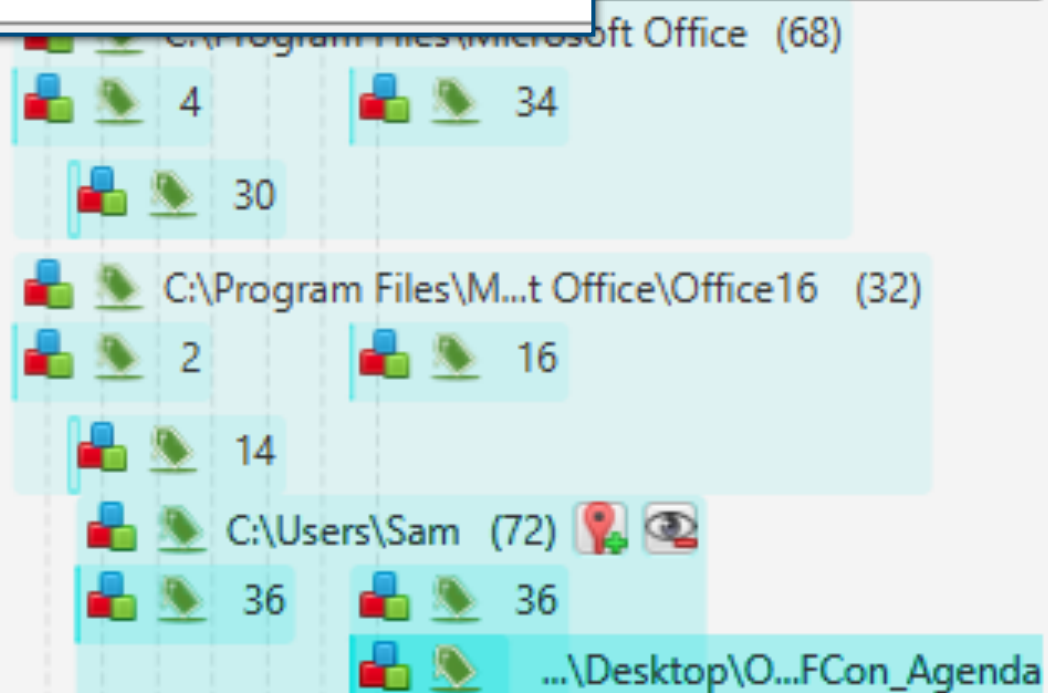 C:\Program Files\Microsoft Office (68)
4 34
30
C:\Program Files\M...t Office\Office16 (32)
2 16
14
C:\Users\Sam (72)
36 36
...\Desktop\O...FCon_Agenda